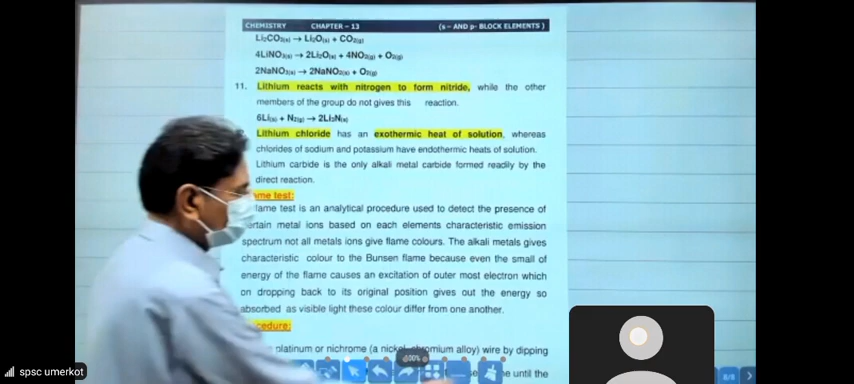 CHEMISTRY CHAPTER – 13 (s – AND p- BLOCK ELEMENTS)
Li₂CO₃₍ₛ₎ → Li₂O₍ₛ₎ + CO₂₍g₎
4LiNO₃₍ₛ₎ → 2Li₂O₍ₛ₎ + 4NO₂₍g₎ + O₂₍g₎
2NaNO₃₍ₛ₎ → 2NaNO₂₍ₛ₎ + O₂₍g₎
11. Lithium reacts with nitrogen to form nitride, while the other
members of the group do not gives this reaction.
6Li₍ₛ₎ + N₂₍g₎ → 2Li₃N₍ₛ₎
Lithium chloride has an exothermic heat of solution, whereas
chlorides of sodium and potassium have endothermic heats of solution.
Lithium carbide is the only alkali metal carbide formed readily by the
direct reaction.
test:
test is an analytical procedure used to detect the presence of
metal ions based on each elements characteristic emission
spectrum not all metals ions give flame colours. The alkali metals gives
characteristic colour to the Bunsen flame because even the small of
energy of the flame causes an excitation of outer most electron which
on dropping back to its original position gives out the energy so
absorbed as visible light these colour differ from one another.
platinum or nichrome (a alloy) wire by dipping
until the
spsc umerkot